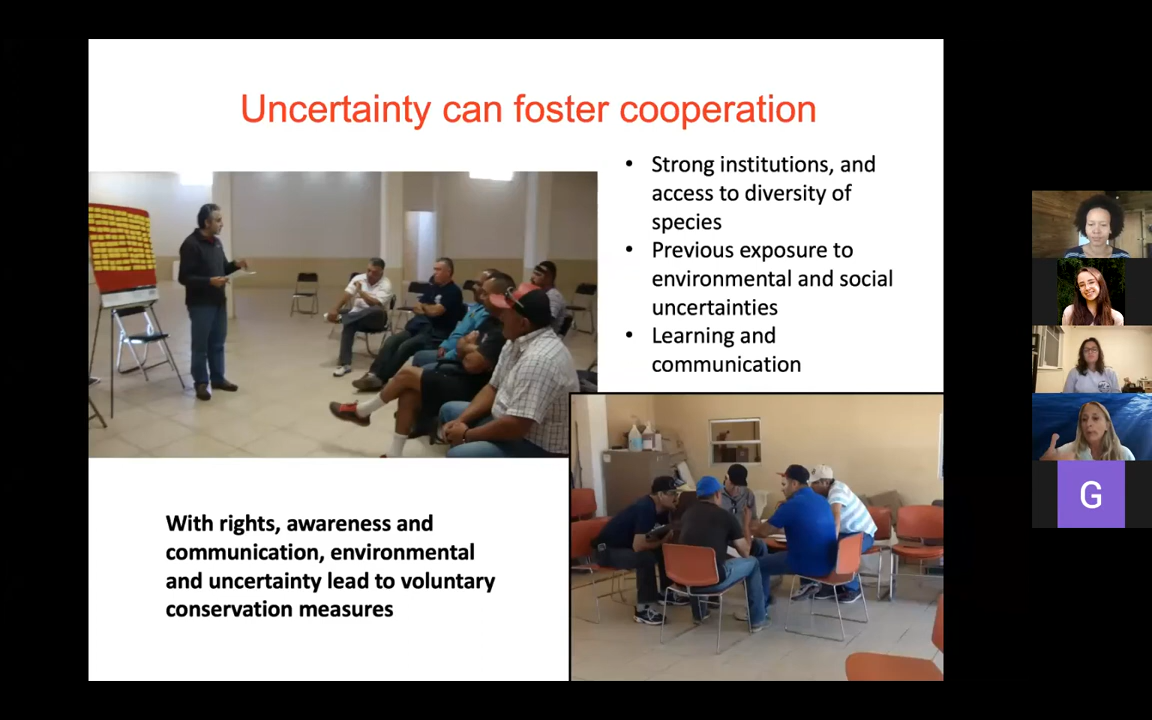 Uncertainty can foster cooperation
• Strong institutions, and
access to diversity of
species
• Previous exposure to
environmental and social
uncertainties
• Learning and
communication
With rights, awareness and
communication, environmental
and uncertainty lead to voluntary
conservation measures
G